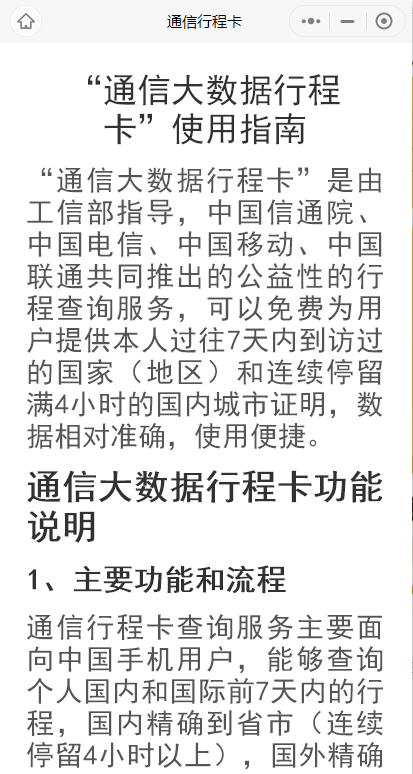 通信行程卡
“通信大数据行程
卡”使用指南
“通信大数据行程卡”是由
工信部指导，中国信通院、
中国电信、中国移动、中国
联通共同推出的公益性的行
程查询服务，可以免费为用
户提供本人过往7天内到访过
的国家（地区）和连续停留
满4小时的国内城市证明，数
据相对准确，使用便捷。
通信大数据行程卡功能
说明
1、主要功能和流程
通信行程卡查询服务主要面
向中国手机用户，能够查询
个人国内和国际前7天内的行
程，国内精确到省市（连续
停留4小时以上），国外精确